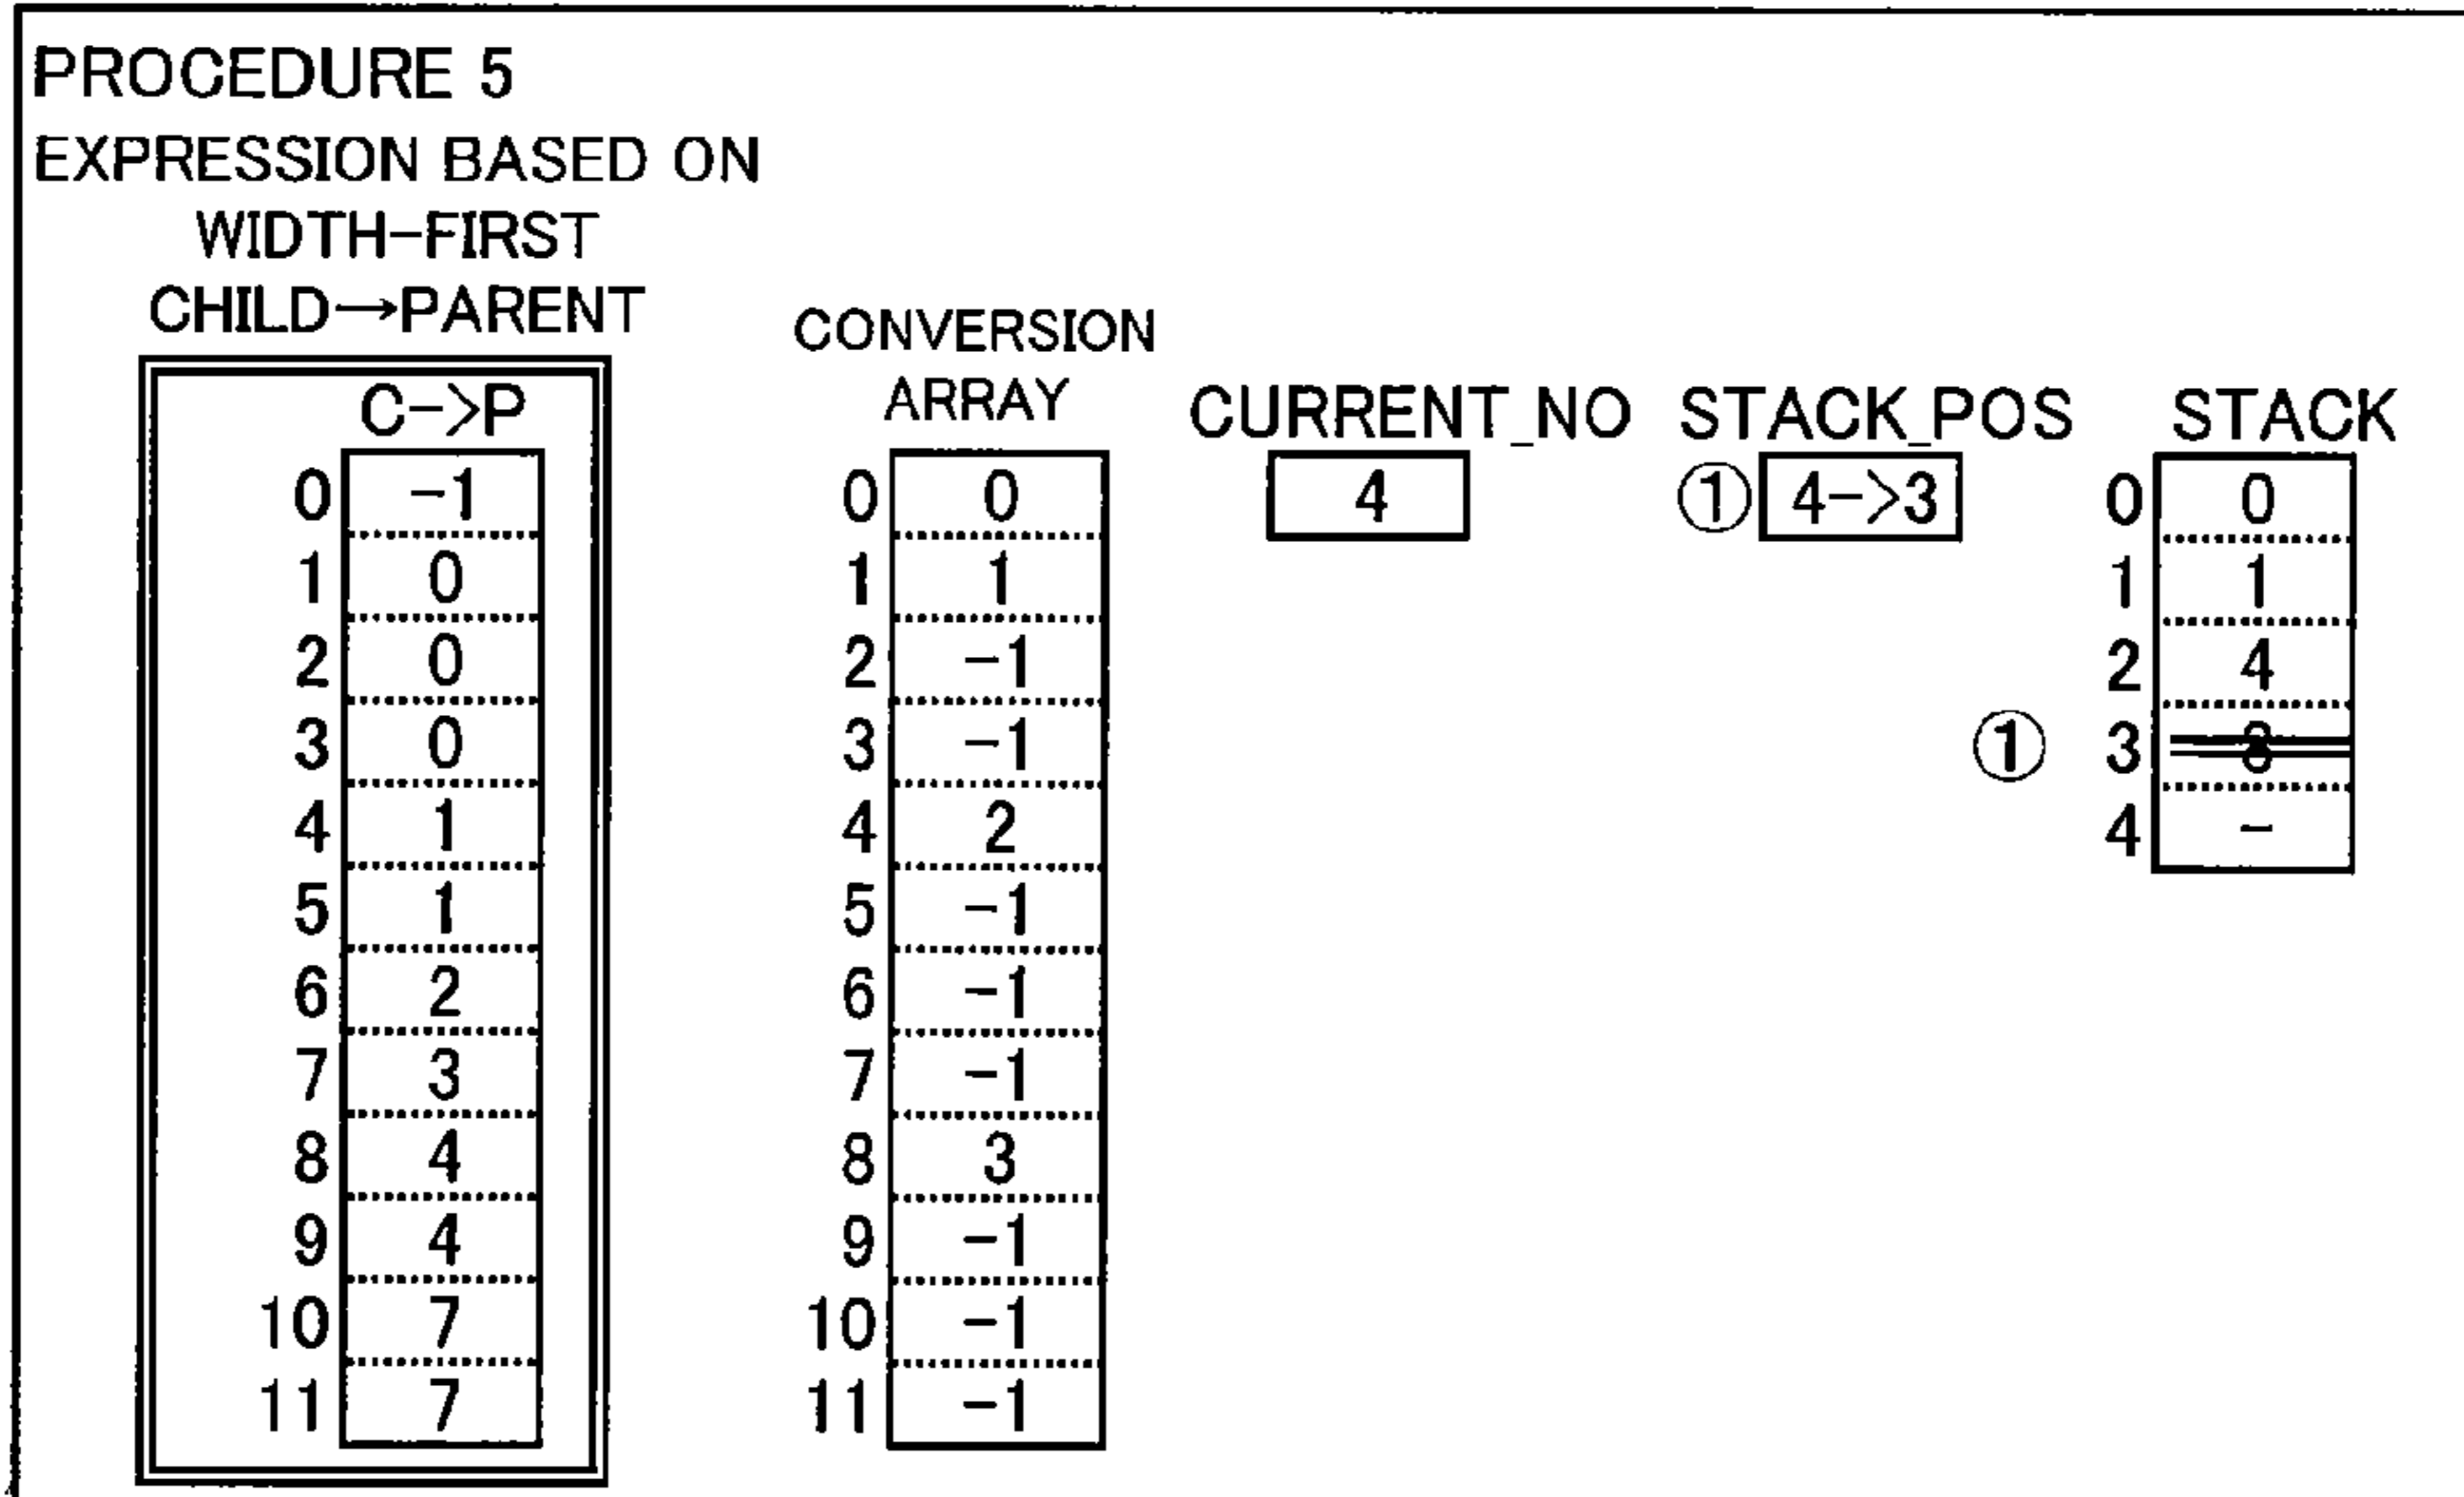 PROCEDURE 5
EXPRESSION BASED ON
WIDTH-FIRST
CHILD→PARENT
CONVERSION
ARRAY
C->P CURRENT_NO STACK_POS STACK
0 -1 0 0 4 ① 4->3 0 0
1 0 1 1 1 1
2 0 2 -1 2 4
3 0 3 -1 ① 3
4 1 4 2 4 -
5 1 5 -1
6 2 6 -1
7 3 7 -1
8 4 8 3
9 4 9 -1
10 7 10 -1
11 7 11 -1